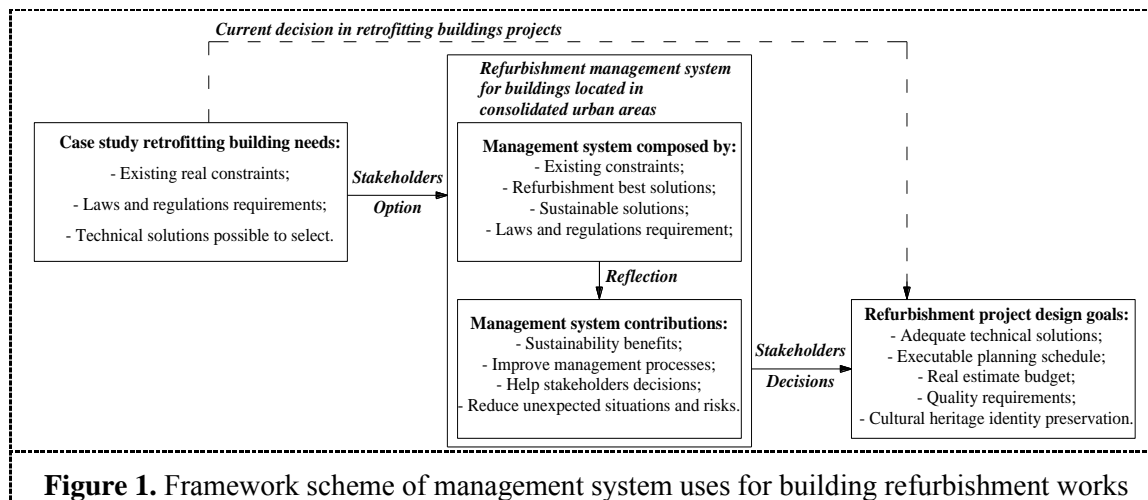 Current decision in retrofitting buildings projects
Refurbishment management system
for buildings located in
consolidated urban areas
Case study retrofitting building needs:
- Existing real constraints;
- Laws and regulations requirements;
- Technical solutions possible to select.
Stakeholders
Option
Management system composed by:
- Existing constraints;
- Refurbishment best solutions;
- Sustainable solutions;
- Laws and regulations requirement;
Reflection
Management system contributions:
- Sustainability benefits;
- Improve management processes;
- Help stakeholders decisions;
- Reduce unexpected situations and risks.
Stakeholders
Decisions
Refurbishment project design goals:
- Adequate technical solutions;
- Executable planning schedule;
- Real estimate budget;
- Quality requirements;
- Cultural heritage identity preservation.
Figure 1. Framework scheme of management system uses for building refurbishment works